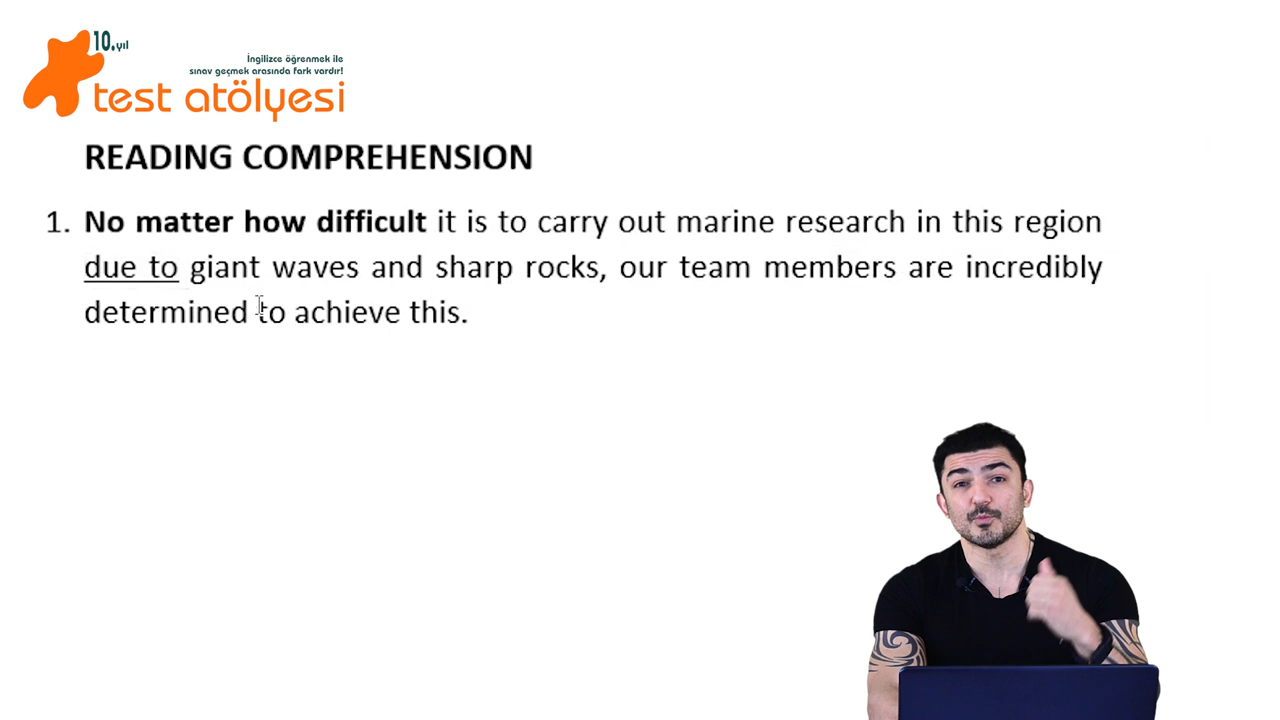 10.yıl
İngilizce öğrenmek ile
sınav geçmek arasında fark vardır!
test atölyesi
READING COMPREHENSION
1. No matter how difficult it is to carry out marine research in this region
due to giant waves and sharp rocks, our team members are incredibly
determined to achieve this.